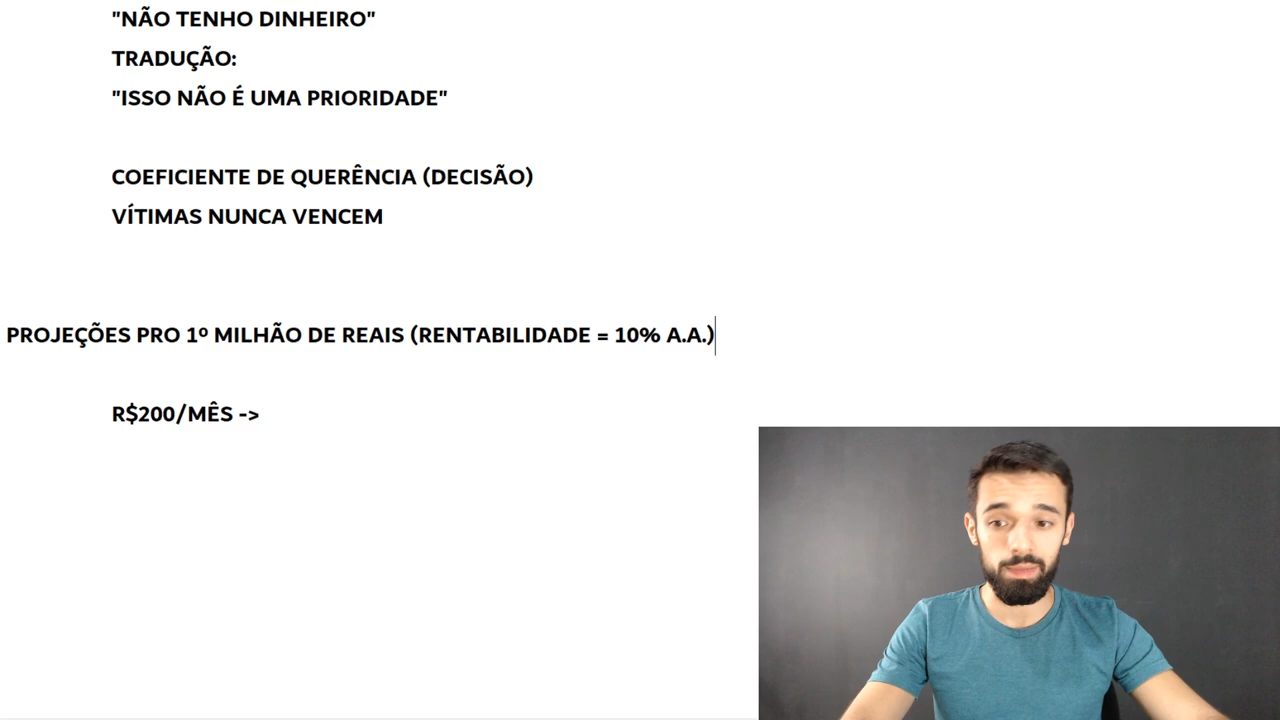 "NÃO TENHO DINHEIRO"
TRADUÇÃO:
"ISSO NÃO É UMA PRIORIDADE"
COEFICIENTE DE QUERÊNCIA (DECISÃO)
VÍTIMAS NUNCA VENCEM
PROJEÇÕES PRO 1º MILHÃO DE REAIS (RENTABILIDADE = 10% A.A.)
R$200/MÊS ->